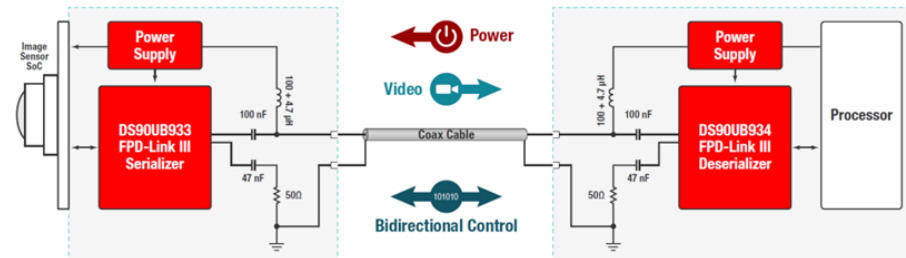 Image
Sensor
SoC
Power
Supply
100 + 4.7 µH
100 nF
DS90UB933
FPD-Link III
Serializer
47 nF
50Ω
Power
Video
Coax Cable
101010
Bidirectional Control
Power
Supply
100 + 4.7 µH
100 nF
DS90UB934
FPD-Link III
Deserializer
47 nF
50Ω
Processor